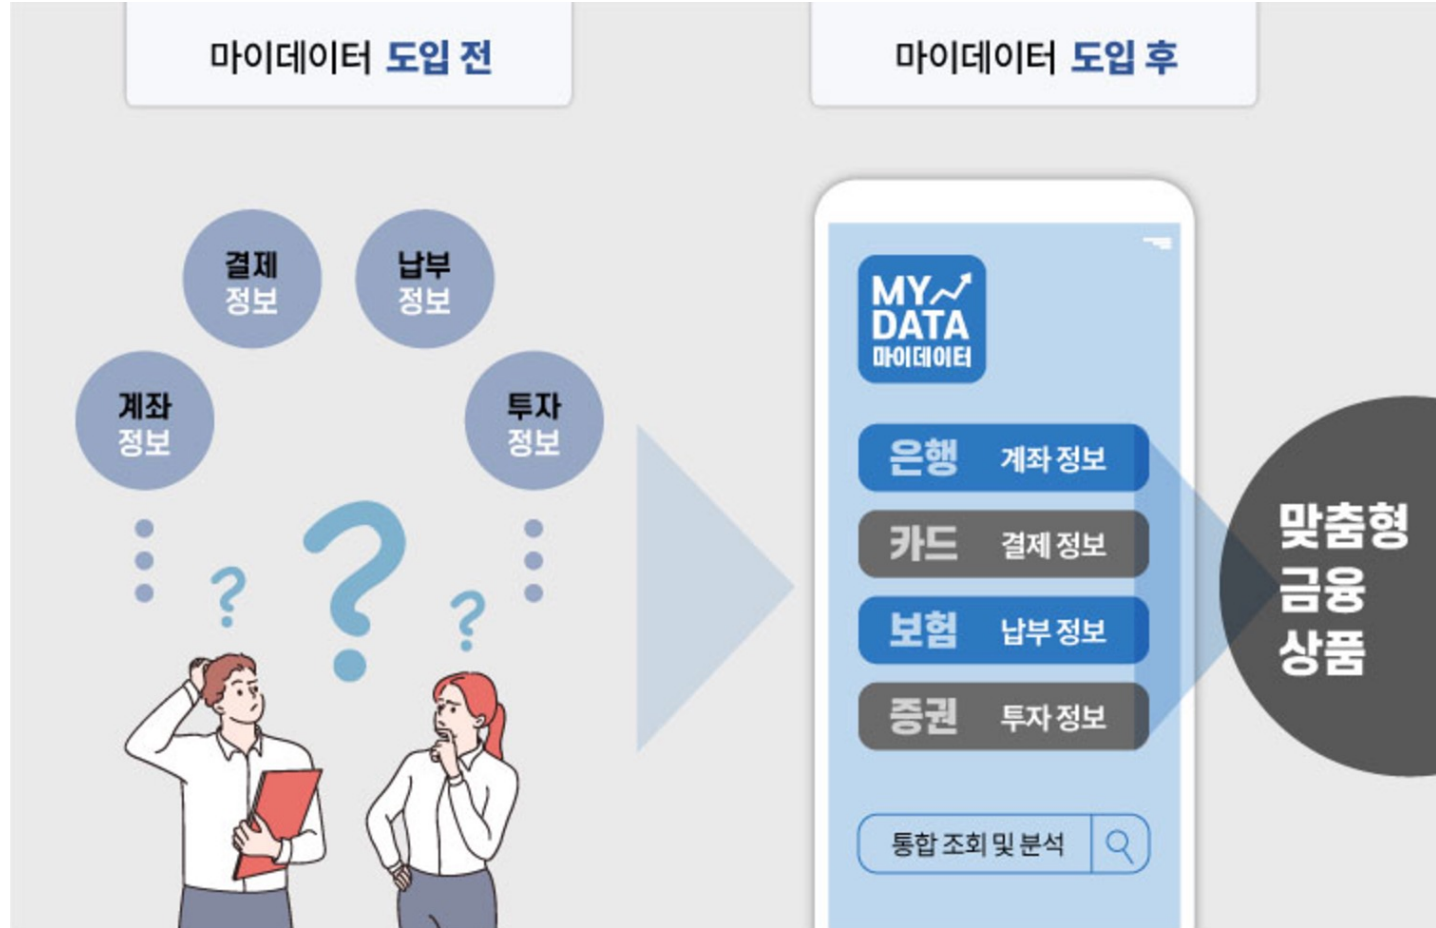 마이데이터 도입 전
마이데이터 도입 후
결제
정보
납부
정보
계좌
정보
투자
정보
?
?
?
MY
DATA
마이데이터
은행 계좌 정보
카드 결제 정보
보험 납부 정보
증권 투자 정보
통합 조회 및 분석
맞춤형
금융
상품